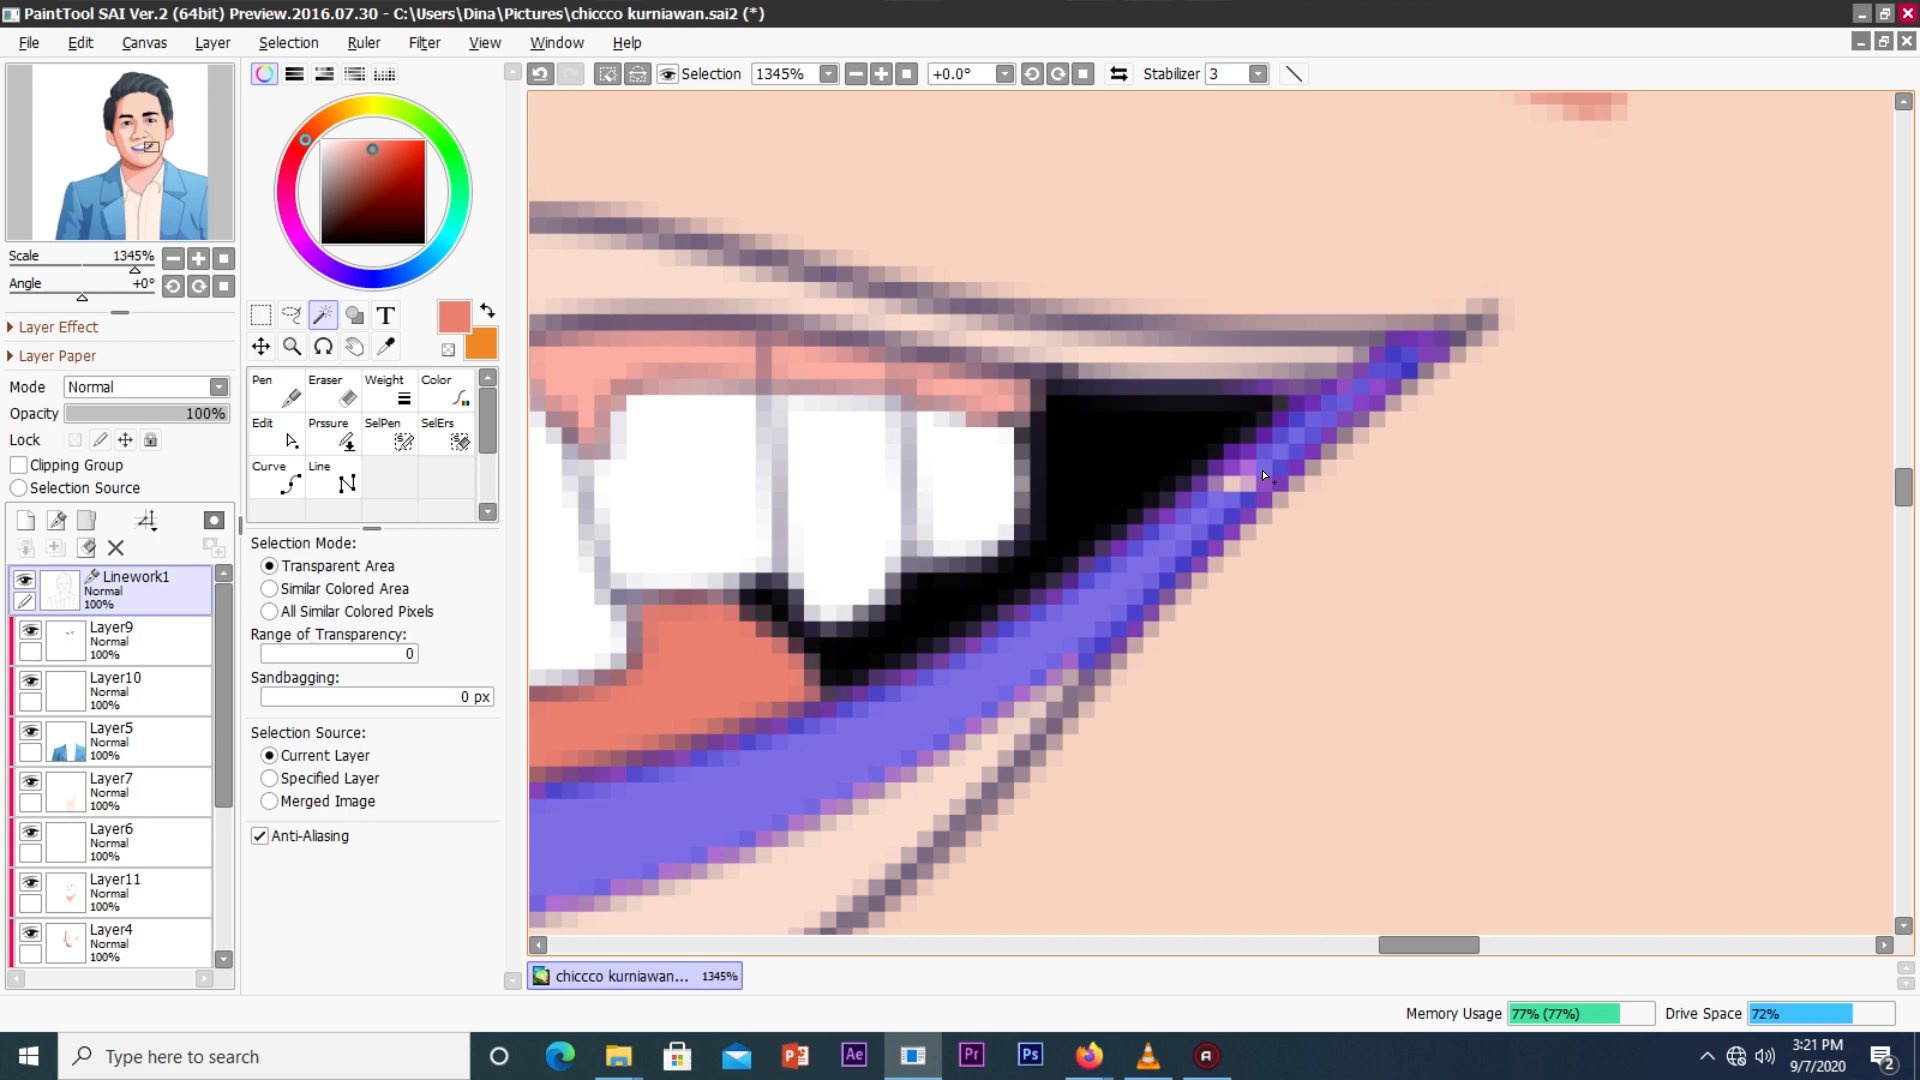 PaintTool SAI Ver.2 (64bit) Preview.2016.07.30 - C:\Users\Dina\Pictures\chiccco kurniawan.sai2 (*)
File Edit Canvas Layer Selection Ruler Filter View Window Help
Selection 1345% +0.0° Stabilizer 3
Scale 1345%
Angle +0°
Layer Effect
Layer Paper
Mode Normal
Opacity 100%
Lock
Clipping Group
Selection Source
Linework1
Normal
100%
Layer9
Normal
100%
Layer10
Normal
100%
Layer5
Normal
100%
Layer7
Normal
100%
Layer6
Normal
100%
Layer11
Normal
100%
Layer4
Normal
100%
T
Pen Eraser Weight Color
Edit Prssure SelPen SelErs
Curve Line
Selection Mode:
Transparent Area
Similar Colored Area
All Similar Colored Pixels
Range of Transparency:
0
Sandbagging:
0 px
Selection Source:
Current Layer
Specified Layer
Merged Image
Anti-Aliasing
chiccco kurniawan... 1345%
Memory Usage 77% (77%) Drive Space 72%
Type here to search
Ae Pr Ps
3:21 PM
9/7/2020
2